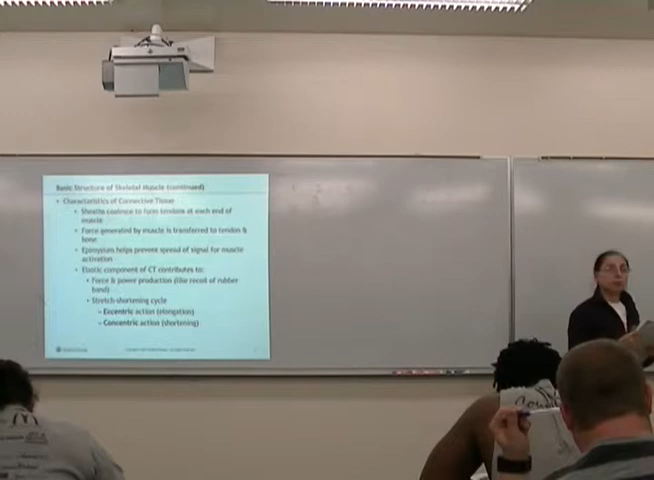 Basic Structure of Skeletal Muscle (continued)
• Characteristics of Connective Tissue
• Sheaths coalesce to form tendons at each end of
muscle
• Force generated by muscle is transferred to tendon &
bone
• Epimysium helps prevent spread of signal for muscle
activation
• Elastic component of CT contributes to:
• Force & power production (like recoil of rubber
band)
• Stretch-shortening cycle
– Eccentric action (elongation)
– Concentric action (shortening)